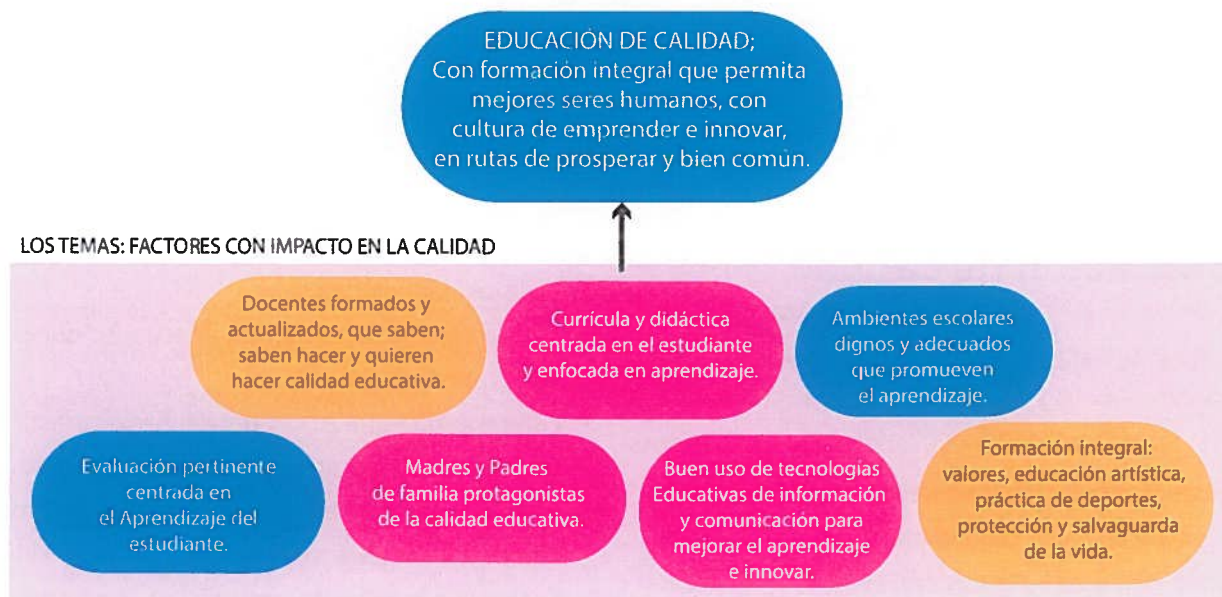 EDUCACIÓN DE CALIDAD;
Con formación integral que permita
mejores seres humanos, con
cultura de emprender e innovar,
en rutas de prosperar y bien común.
LOS TEMAS: FACTORES CON IMPACTO EN LA CALIDAD
Docentes formados y
actualizados, que saben;
saben hacer y quieren
hacer calidad educativa.
Currícula y didáctica
centrada en el estudiante
y enfocada en aprendizaje.
Ambientes escolares
dignos y adecuados
que promueven
el aprendizaje.
Evaluación pertinente
centrada en
el Aprendizaje del
estudiante.
Madres y Padres
de familia protagonistas
de la calidad educativa.
Buen uso de tecnologías
Educativas de información
y comunicación para
mejorar el aprendizaje
e innovar.
Formación integral:
valores, educación artística,
práctica de deportes,
protección y salvaguarda
de la vida.